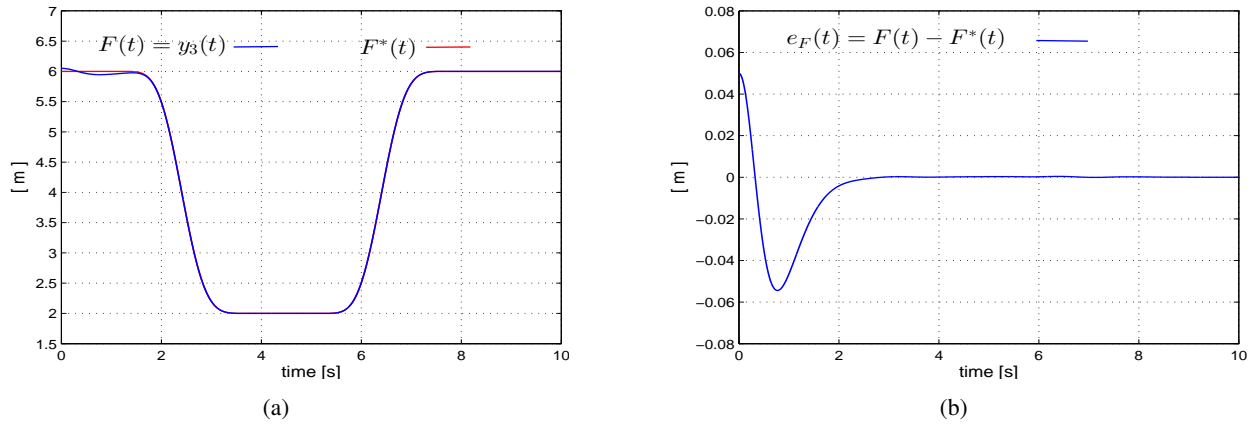 7
6.5
6
5.5
5
4.5
4
3.5
3
2.5
2
1.5
[ m ]
F(t) = y₃(t)
F*(t)
0 2 4 6 8 10
time [s]
(a)
0.08
0.06
0.04
0.02
0
−0.02
−0.04
−0.06
−0.08
[ m ]
e_F(t) = F(t) − F*(t)
0 2 4 6 8 10
time [s]
(b)